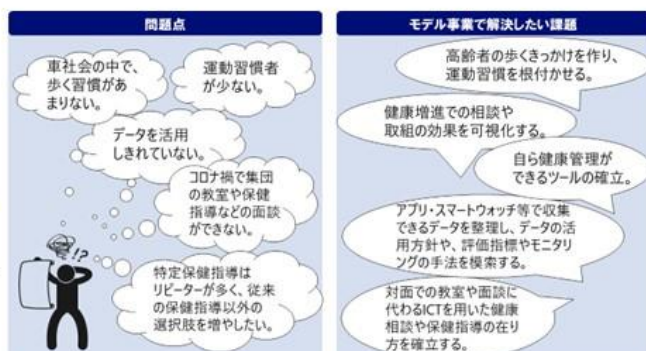 問題点
車社会の中で、
歩く習慣があ
まりない。
運動習慣者
が少ない。
データを活用
しきれていない。
コロナ禍で集団
の教室や保健
指導などの面談
ができない。
!?
特定保健指導は
リピーターが多く、従来
の保健指導以外の
選択肢を増やしたい。
モデル事業で解決したい課題
高齢者の歩くきっかけを作り、
運動習慣を根付かせる。
健康増進での相談や
取組の効果を可視化する。
自ら健康管理が
できるツールの確立。
アプリ・スマートウォッチ等で収集
できるデータを整理し、データの活
用方針や、評価指標やモニタリ
ングの手法を模索する。
対面での教室や面談に
代わるICTを用いた健康
相談や保健指導の在り
方を確立する。